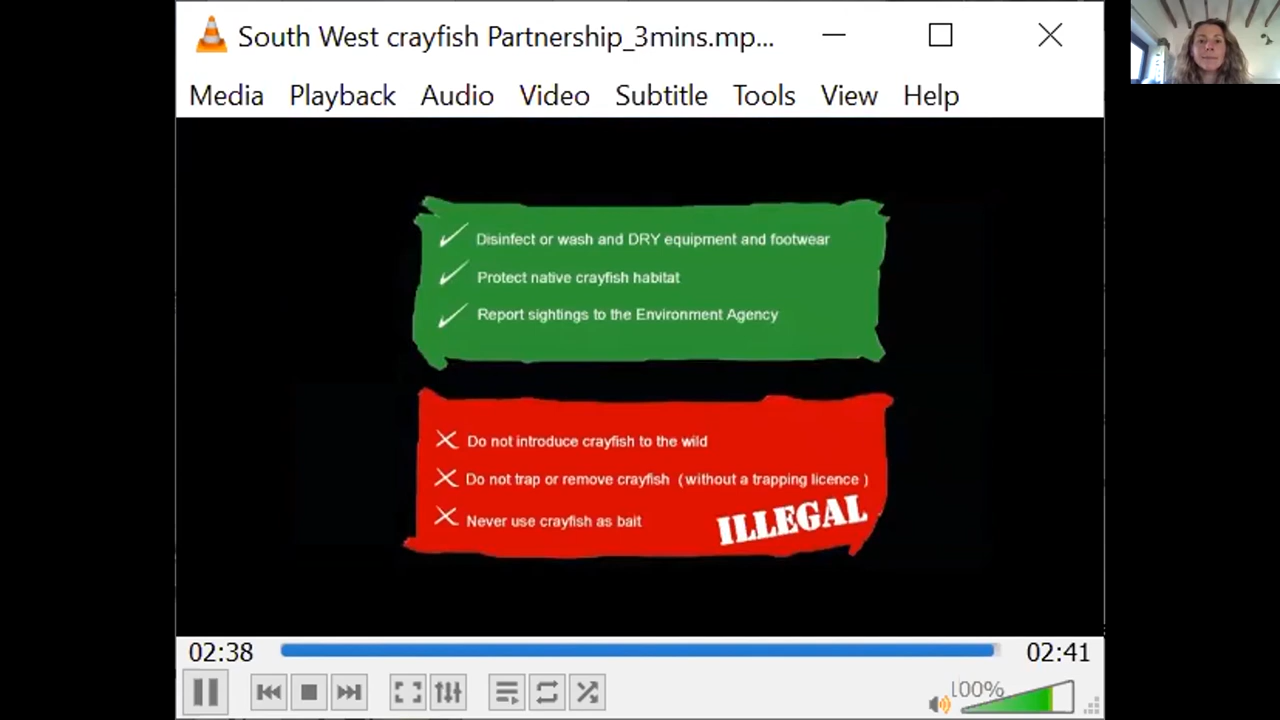 South West crayfish Partnership_3mins.mp...
Media Playback Audio Video Subtitle Tools View Help
Disinfect or wash and DRY equipment and footwear
Protect native crayfish habitat
Report sightings to the Environment Agency
Do not introduce crayfish to the wild
Do not trap or remove crayfish (without a trapping licence )
Never use crayfish as bait
ILLEGAL
02:38
02:41
100%